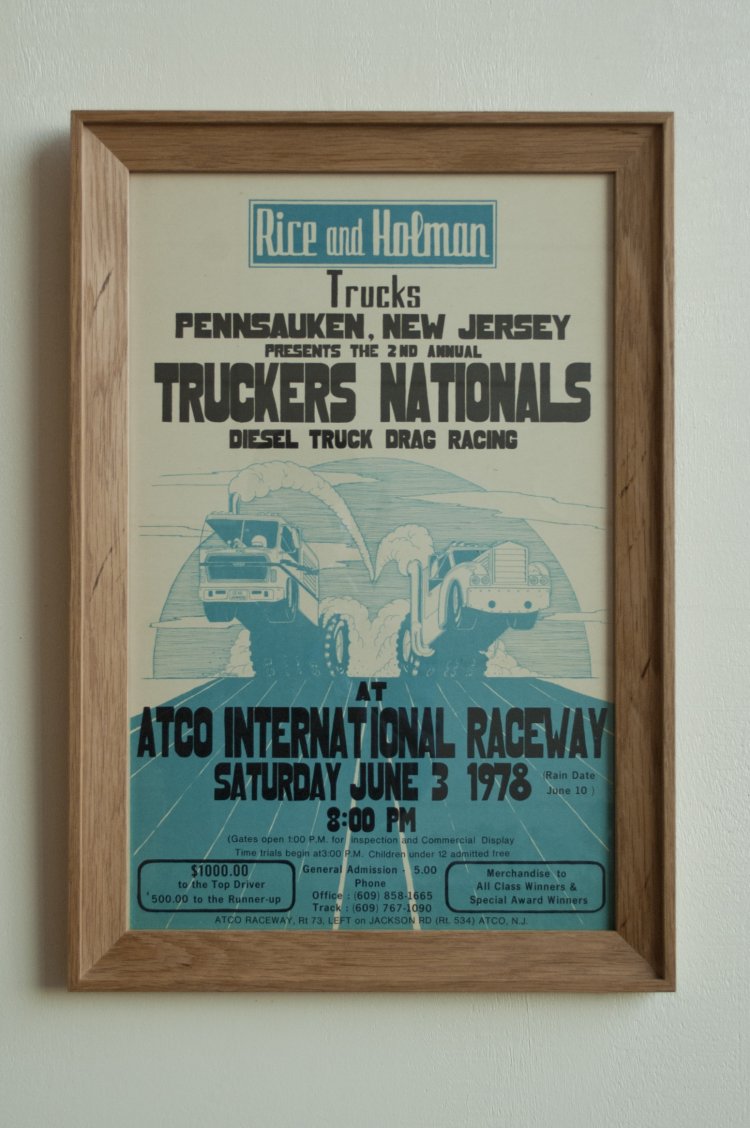 Rice and Holman
Trucks
PENNSAUKEN, NEW JERSEY
PRESENTS THE 2ND ANNUAL
TRUCKERS NATIONALS
DIESEL TRUCK DRAG RACING
AT
ATCO INTERNATIONAL RACEWAY
SATURDAY JUNE 3 1978
(Rain Date
June 10 )
8:00 PM
(Gates open 1:00 P.M. for inspection and Commercial Display
Time trials begin at3:00 P.M. Children under 12 admitted free
$1000.00
to the Top Driver
$500.00 to the Runner-up
General Admission - 5.00
Phone
Office : (609) 858-1665
Track : (609) 767-1090
Merchandise to
All Class Winners &
Special Award Winners
ATCO RACEWAY, Rt 73, LEFT on JACKSON RD (Rt. 534) ATCO, N.J.